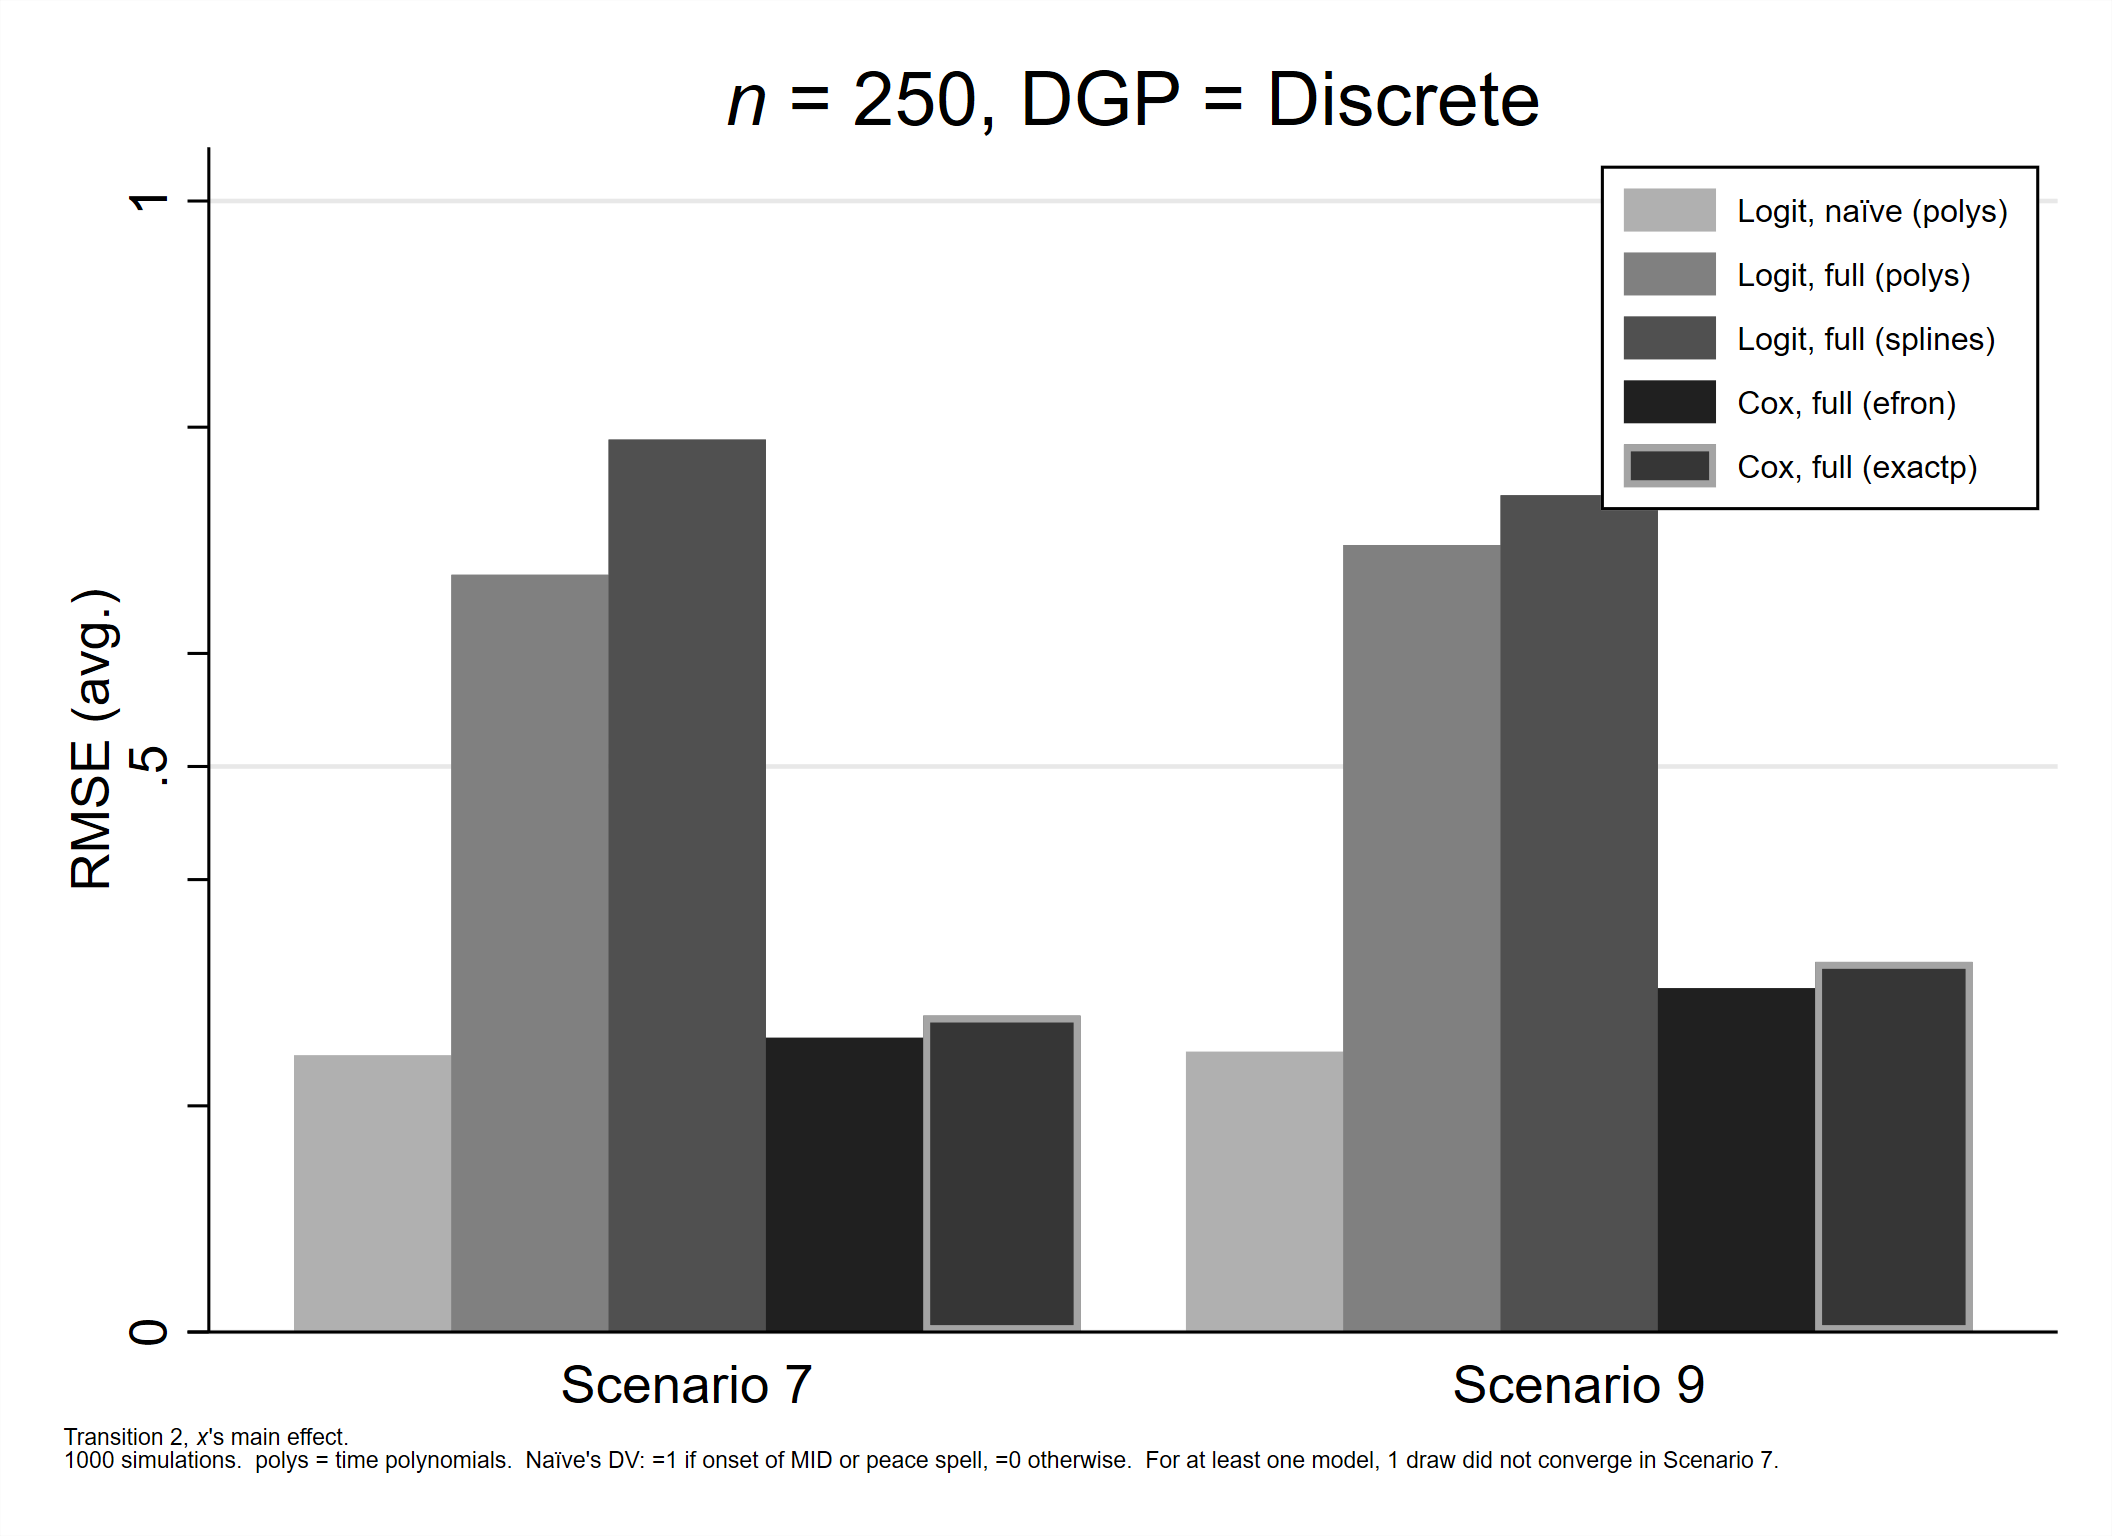 n = 250, DGP = Discrete
Logit, naïve (polys)
Logit, full (polys)
Logit, full (splines)
Cox, full (efron)
Cox, full (exactp)
RMSE (avg.)
1
.5
0
Scenario 7
Scenario 9
Transition 2, x's main effect.
1000 simulations.  polys = time polynomials.  Naïve's DV: =1 if onset of MID or peace spell, =0 otherwise.  For at least one model, 1 draw did not converge in Scenario 7.